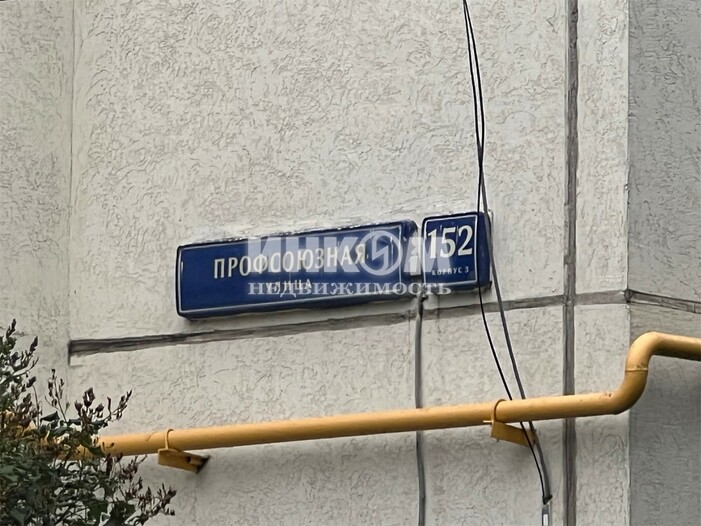 ПРОФСОЮЗНАЯ
УЛИЦА
152
КОРПУС 3
ИНКОМ
НЕДВИЖИМОСТЬ